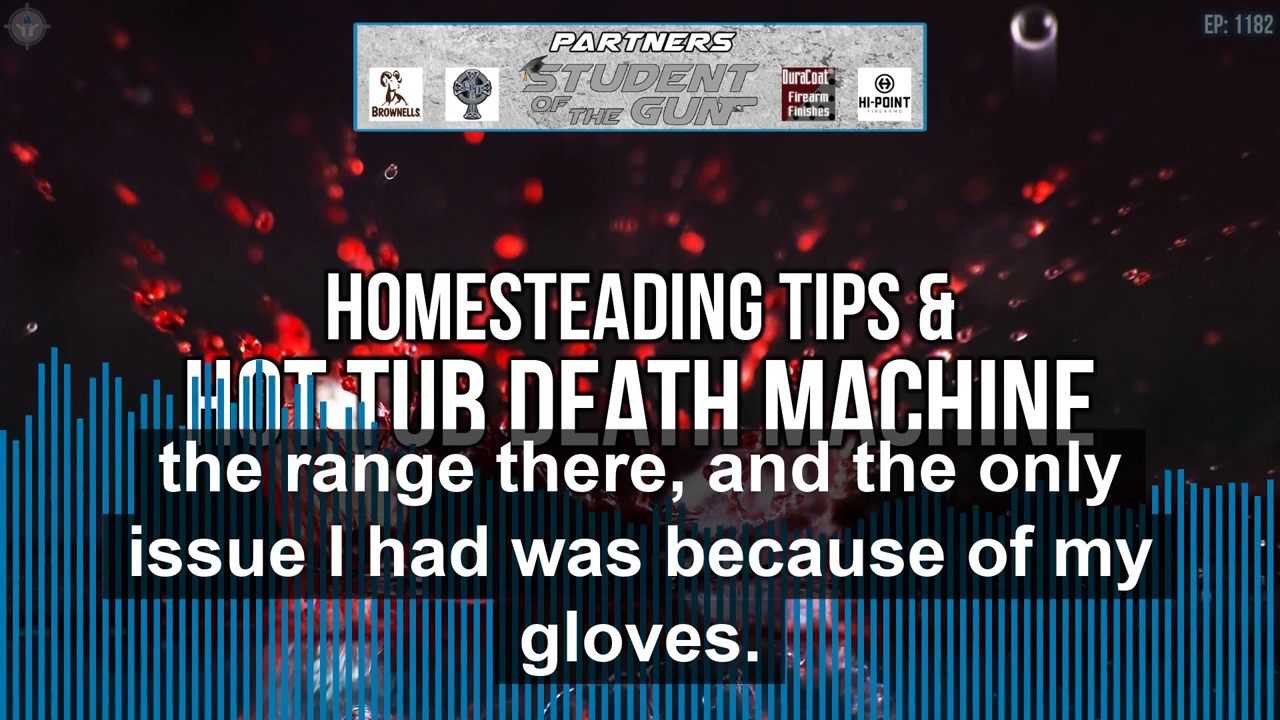 EP: 1182
PARTNERS
STUDENT
OF THE GUN
BROWNELLS
DuraCoat
Firearm
Finishes
HI-POINT
FIREARMS
HOMESTEADING TIPS &
HOT TUB DEATH MACHINE
the range there, and the only
issue I had was because of my
gloves.